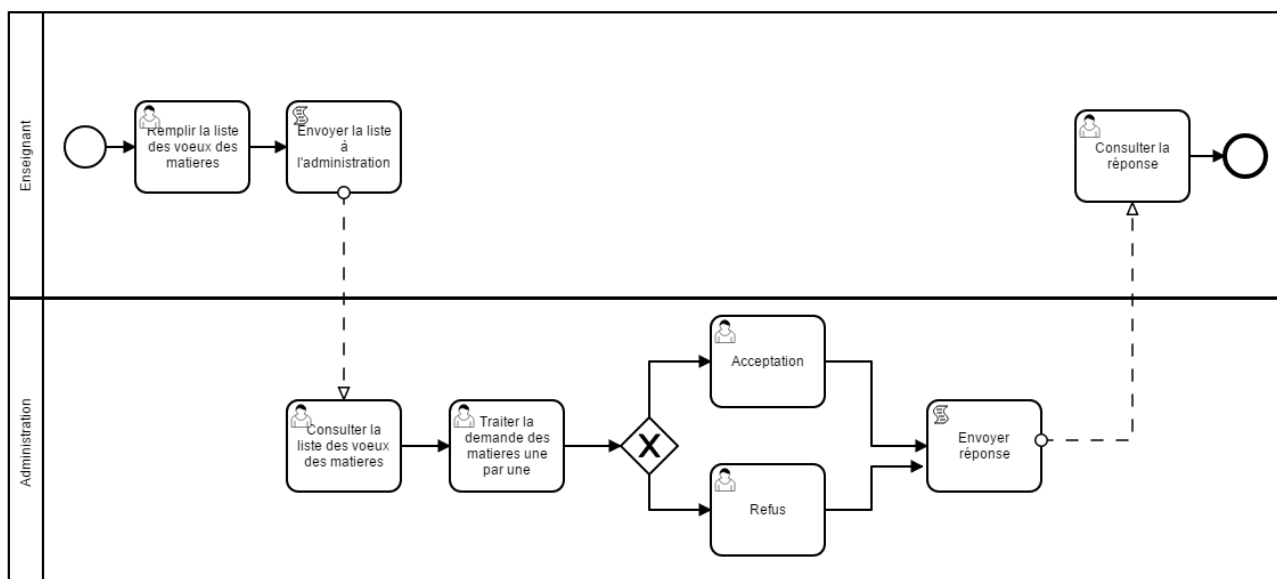 Enseignant
Remplir la liste
des voeux des
matieres
Envoyer la liste
à
l'administration
Consulter la
réponse
Administration
Consulter la
liste des voeux
des matieres
Traiter la
demande des
matieres une
par une
Acceptation
Refus
Envoyer
réponse